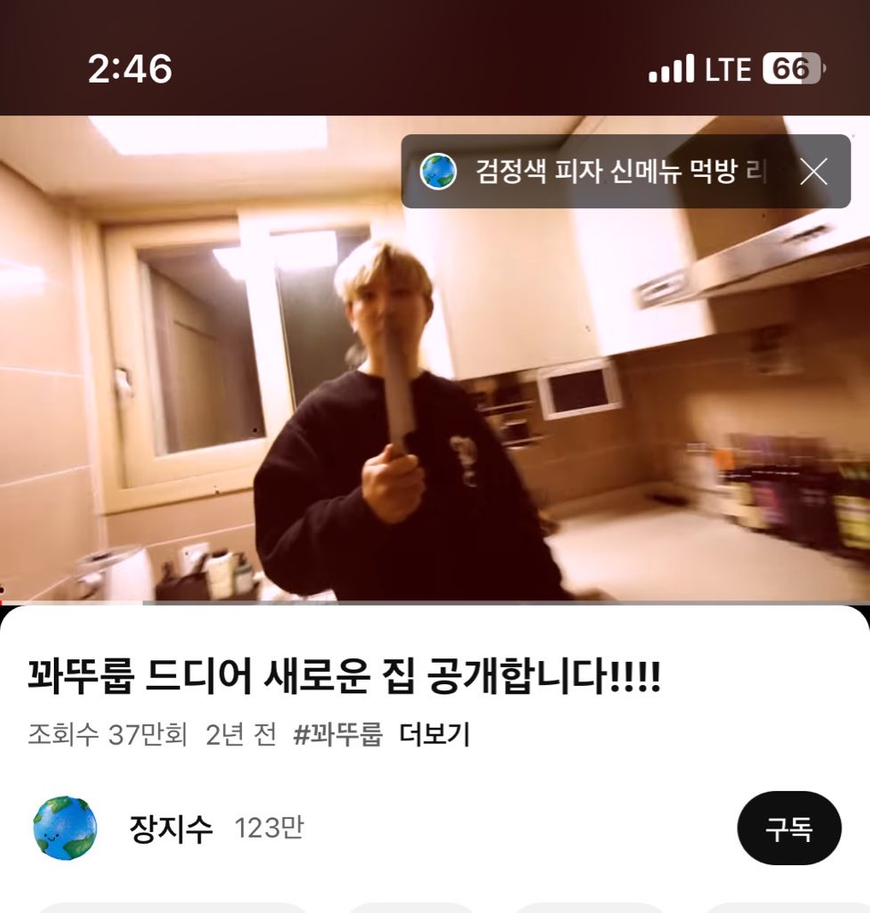 2:46
LTE 66
검정색 피자 신메뉴 먹방 리
꽈뚜룹 드디어 새로운 집 공개합니다!!!!
조회수 37만회 2년 전 #꽈뚜룹 더보기
장지수 123만
구독